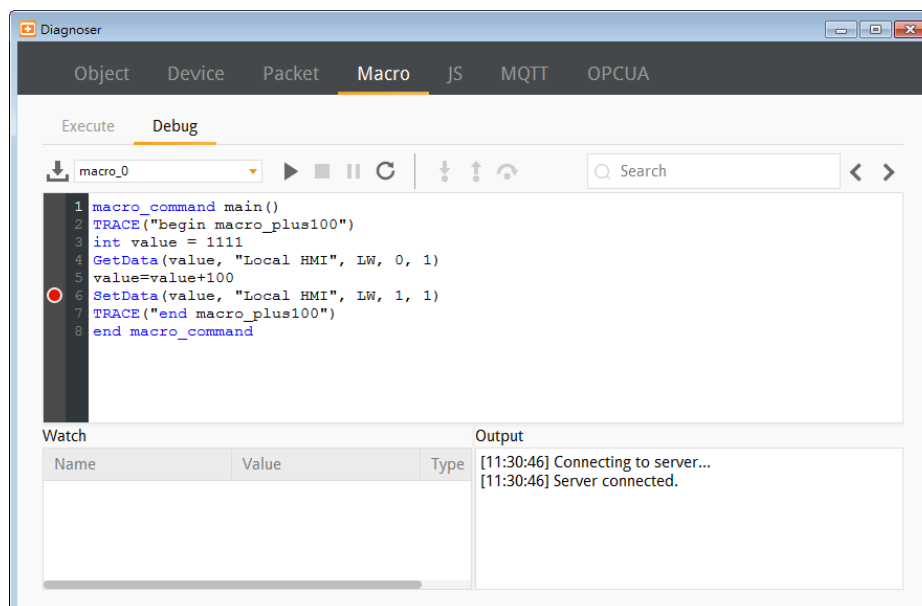 Diagnoser
Object Device Packet Macro JS MQTT OPCUA
Execute Debug
macro_0 Search
1 macro_command main()
2 TRACE("begin macro_plus100")
3 int value = 1111
4 GetData(value, "Local HMI", LW, 0, 1)
5 value=value+100
6 SetData(value, "Local HMI", LW, 1, 1)
7 TRACE("end macro_plus100")
8 end macro_command
Watch Output
Name Value Type
[11:30:46] Connecting to server...
[11:30:46] Server connected.